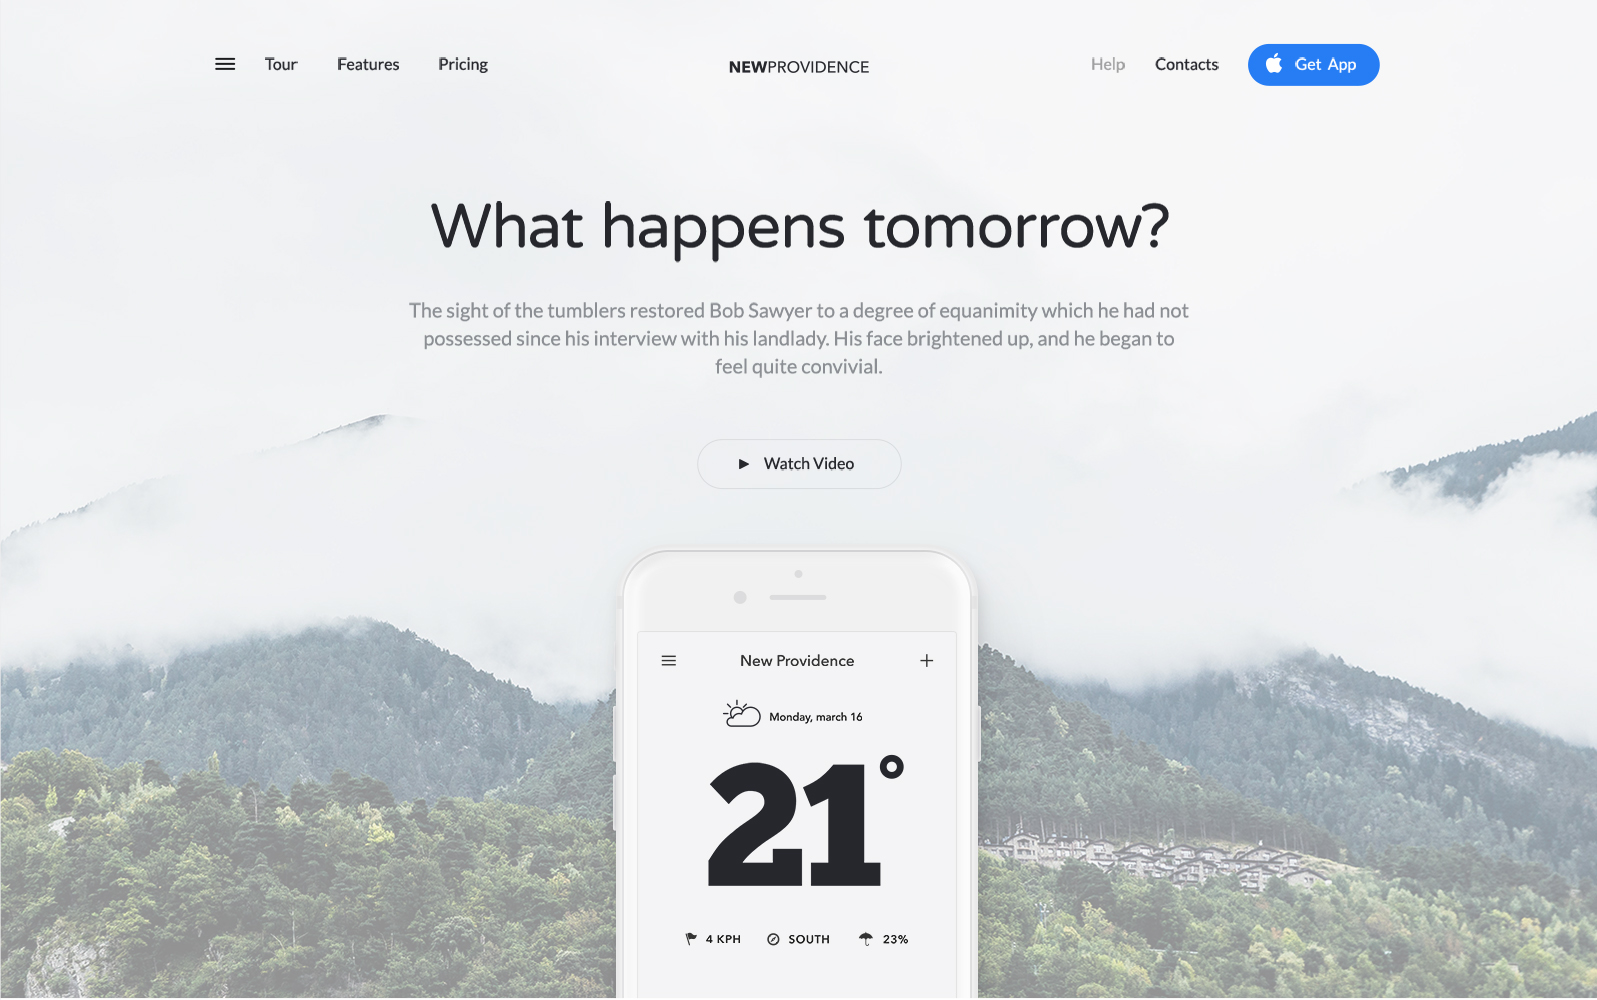 Tour Features Pricing NEWPROVIDENCE Help Contacts Get App
What happens tomorrow?
The sight of the tumblers restored Bob Sawyer to a degree of equanimity which he had not
possessed since his interview with his landlady. His face brightened up, and he began to
feel quite convivial.
Watch Video
New Providence
Monday, march 16
21°
4 KPH SOUTH 23%